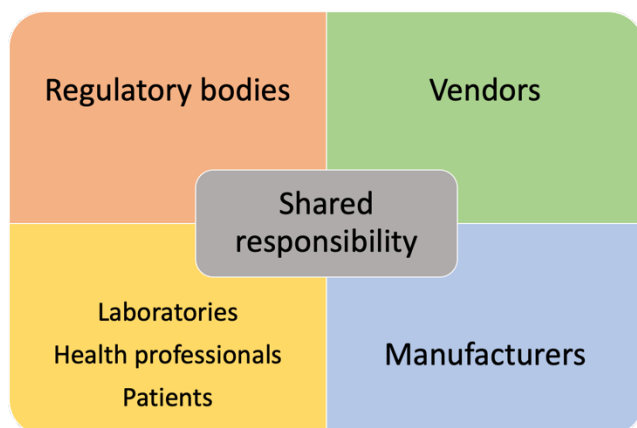 Regulatory bodies
Vendors
Shared
responsibility
Laboratories
Health professionals
Patients
Manufacturers